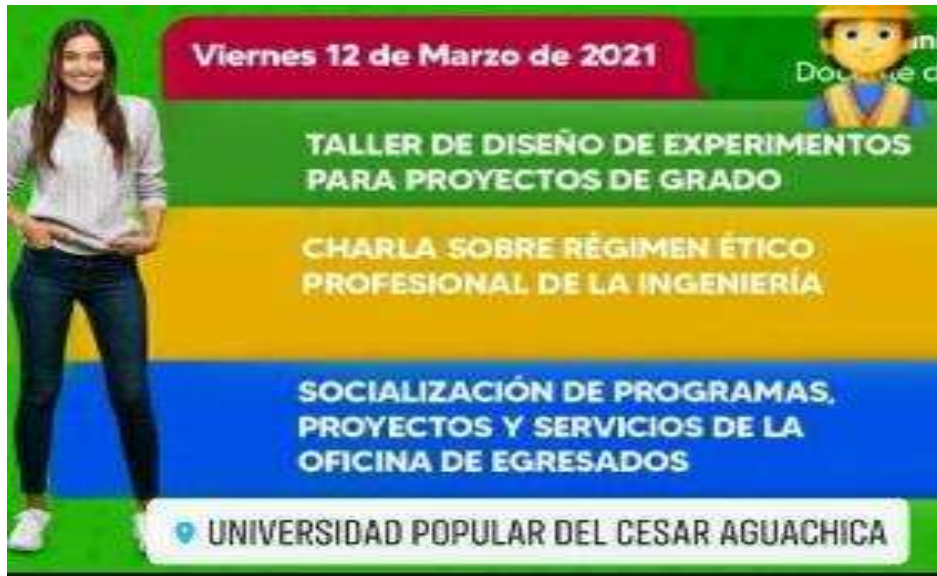 Viernes 12 de Marzo de 2021
TALLER DE DISEÑO DE EXPERIMENTOS
PARA PROYECTOS DE GRADO
CHARLA SOBRE RÉGIMEN ÉTICO
PROFESIONAL DE LA INGENIERÍA
SOCIALIZACIÓN DE PROGRAMAS,
PROYECTOS Y SERVICIOS DE LA
OFICINA DE EGRESADOS
UNIVERSIDAD POPULAR DEL CESAR AGUACHICA